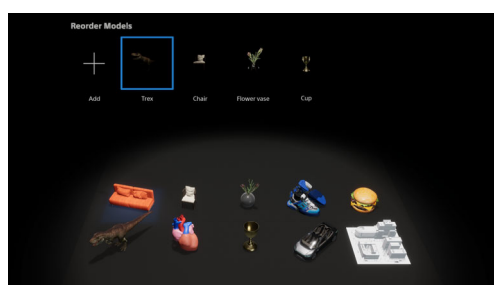 Reorder Models
Add
Trex
Chair
Flower vase
Cup